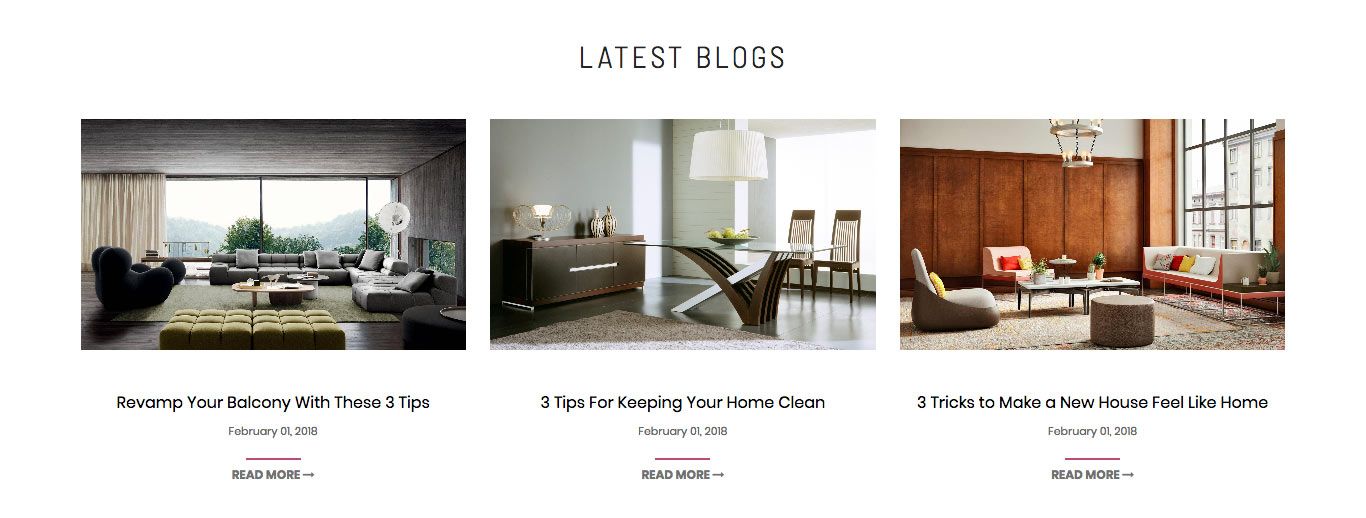 LATEST BLOGS
Revamp Your Balcony With These 3 Tips
February 01, 2018
READ MORE →
3 Tips For Keeping Your Home Clean
February 01, 2018
READ MORE →
3 Tricks to Make a New House Feel Like Home
February 01, 2018
READ MORE →